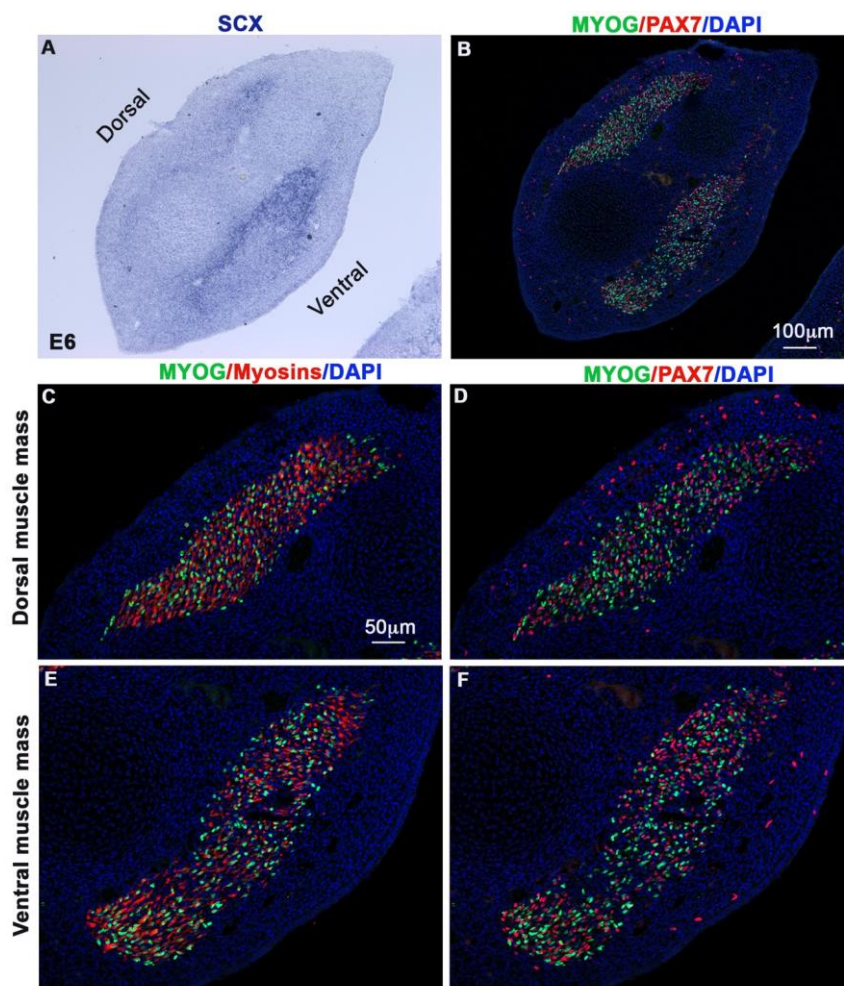 SCX
MYOG/PAX7/DAPI
A
B
Dorsal
Ventral
E6
100µm
MYOG/Myosins/DAPI
MYOG/PAX7/DAPI
Dorsal muscle mass
C
D
50µm
Ventral muscle mass
E
F